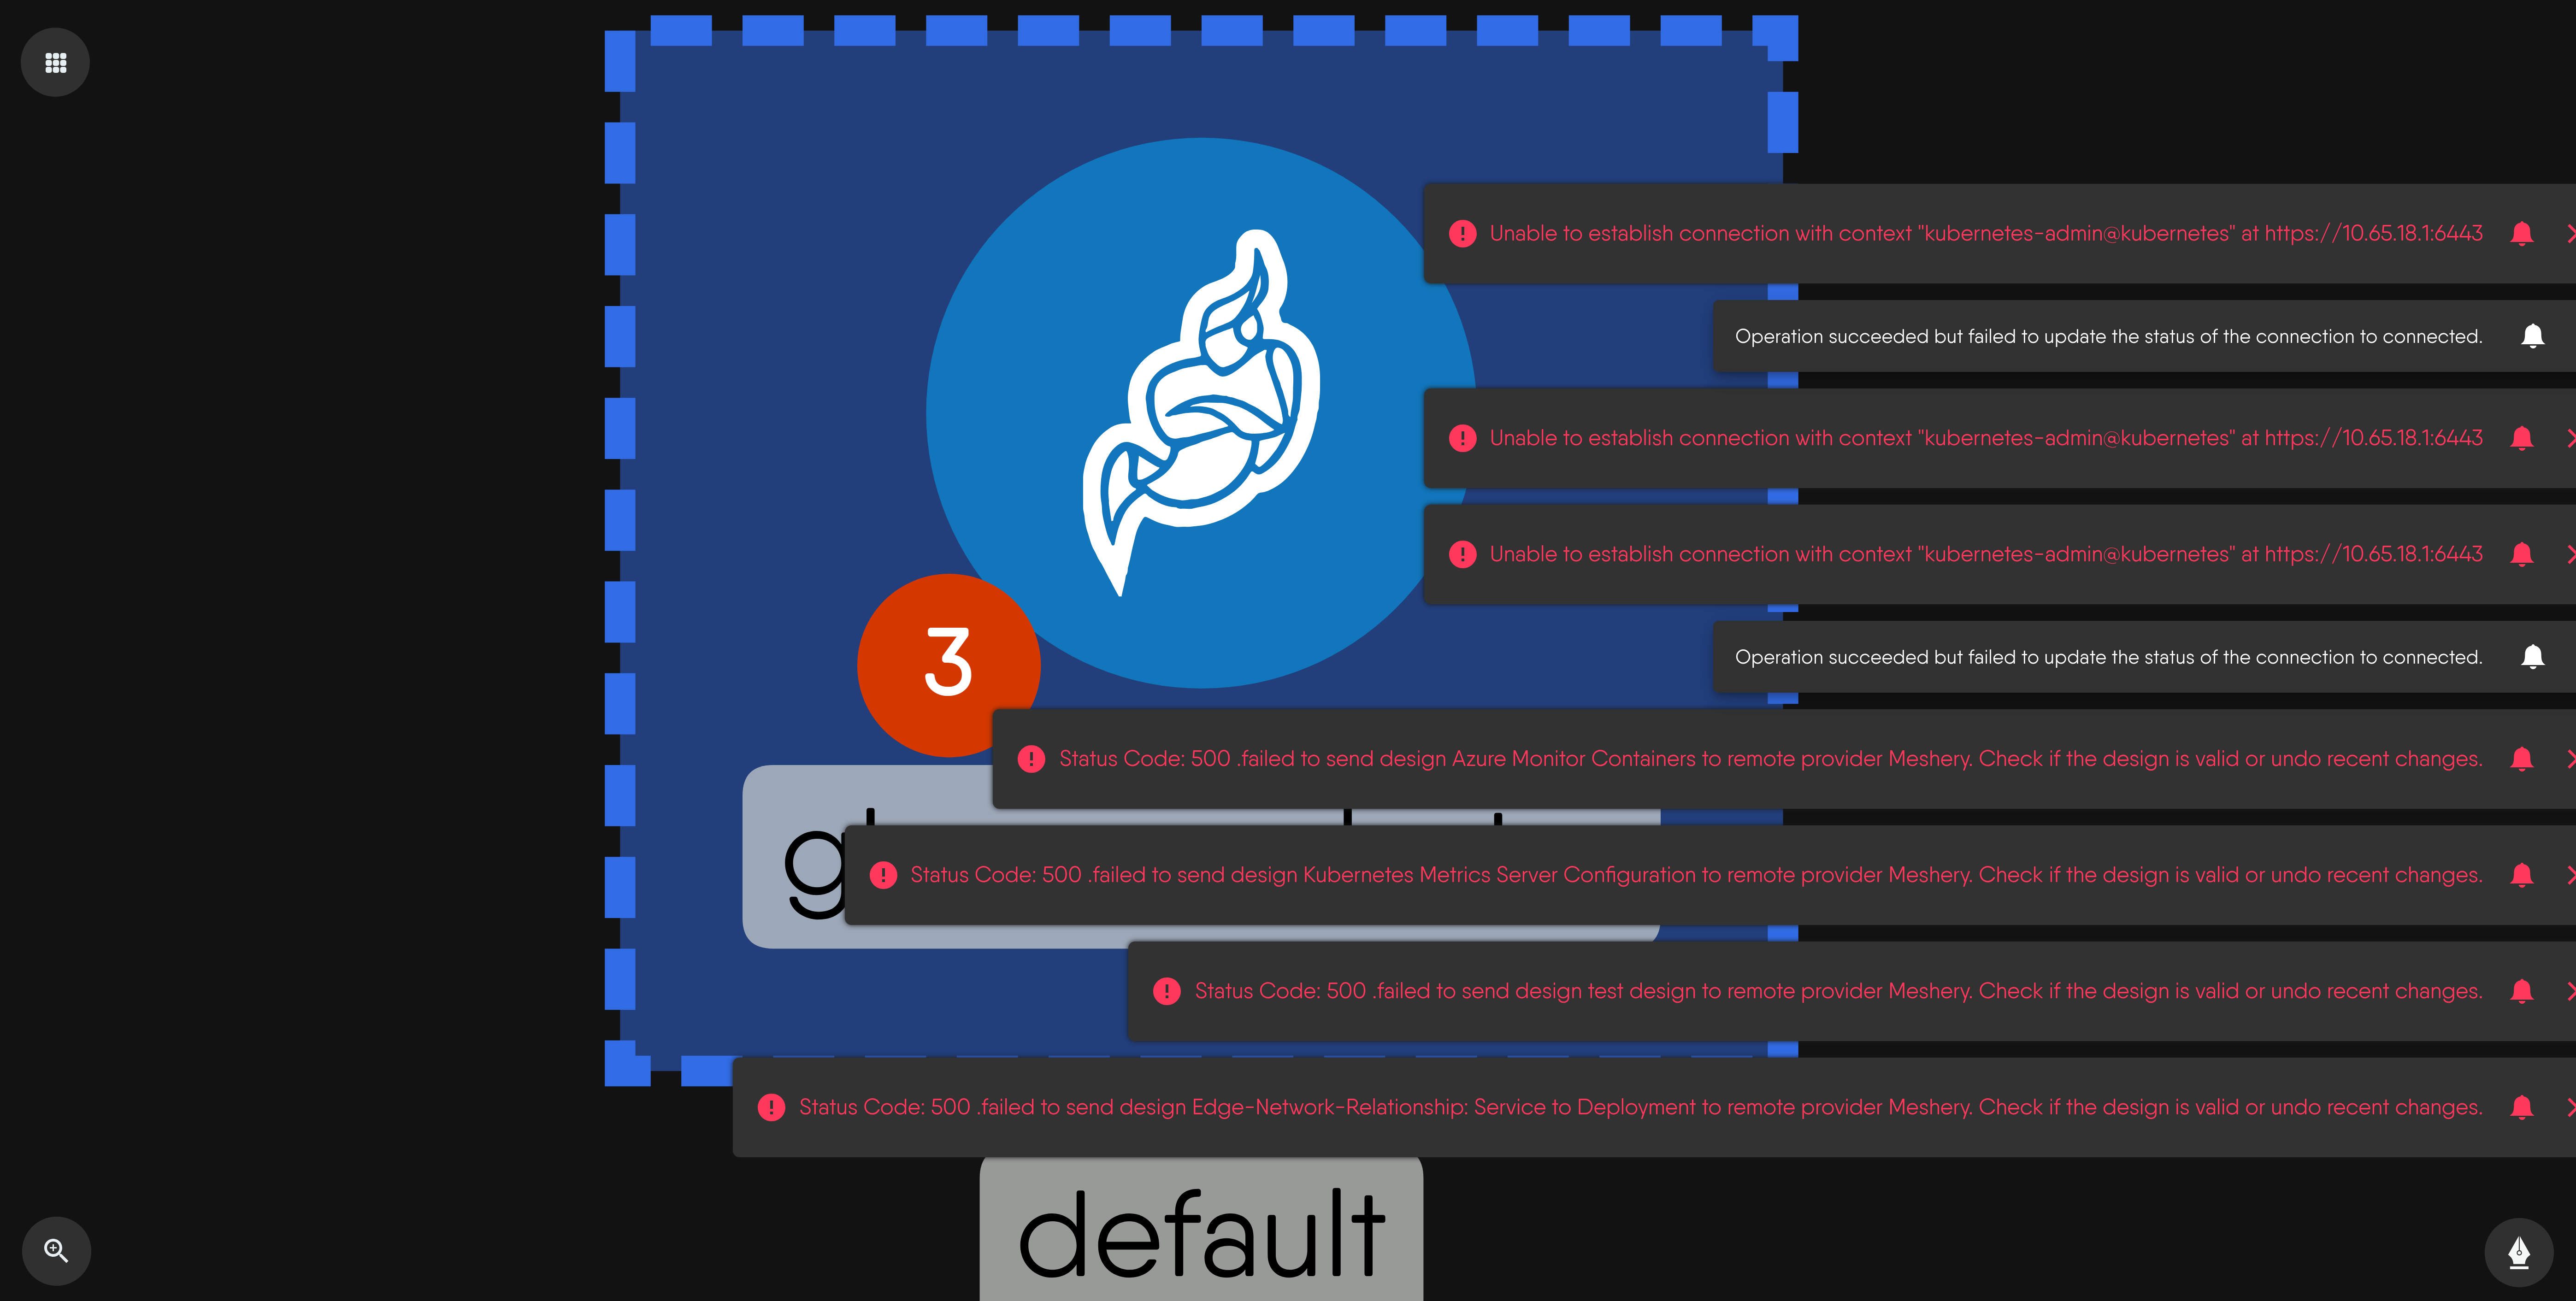 Unable to establish connection with context "kubernetes-admin@kubernetes" at https://10.65.18.1:6443
Operation succeeded but failed to update the status of the connection to connected.
Unable to establish connection with context "kubernetes-admin@kubernetes" at https://10.65.18.1:6443
Unable to establish connection with context "kubernetes-admin@kubernetes" at https://10.65.18.1:6443
3
Operation succeeded but failed to update the status of the connection to connected.
Status Code: 500 .failed to send design Azure Monitor Containers to remote provider Meshery. Check if the design is valid or undo recent changes.
Status Code: 500 .failed to send design Kubernetes Metrics Server Configuration to remote provider Meshery. Check if the design is valid or undo recent changes.
Status Code: 500 .failed to send design test design to remote provider Meshery. Check if the design is valid or undo recent changes.
Status Code: 500 .failed to send design Edge-Network-Relationship: Service to Deployment to remote provider Meshery. Check if the design is valid or undo recent changes.
default